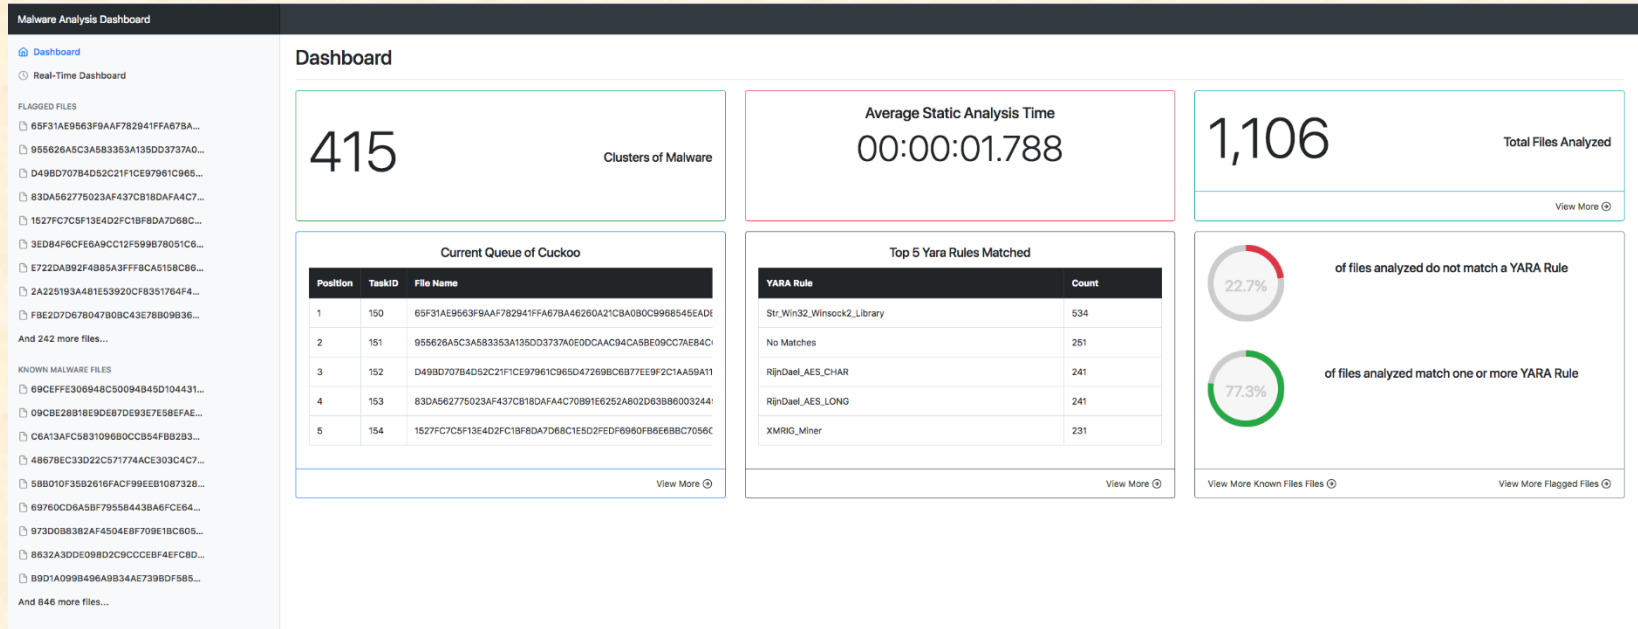 Malware Analysis Dashboard
Dashboard
Real-Time Dashboard
FLAGGED FILES
65F31AE9563F9AAF782941FFA67BA...
955626A5C3A583353A135DD3737A0...
D49BD707B4D52C21F1CE97961C965...
83DA562775023AF437CB18DAFA4C7...
1527FC7C5F13E4D2FC1BF8DA7D68C...
3ED84F6CFE6A9CC12F599B78051C6...
E722DAB92F4B85A3FFF8CA5158C86...
2A225193A481E53920CFB351764F4...
FBE2D7D678047B0BC43E78B09B36...
And 242 more files...
KNOWN MALWARE FILES
69CEFFE306948C50094B45D104431...
09CBE28B18E9DE87DE93E7E58EFAE...
C6A13AFC5831096B0CCB54FBB2B3...
48678EC33D22C571774ACE303C4C7...
58B010F35B2616FACF99EEB1087328...
69760CD6A5BF79558443BA6FCE64...
973D0B8382AF4504E8F709E1BC605...
8632A3DDE098D2C9CCCEBF4EFC8D...
B9D1A099B496A9B34AE739BDF585...
And 846 more files...
Dashboard
415
Clusters of Malware
Average Static Analysis Time
00:00:01.788
1,106
Total Files Analyzed
View More
Current Queue of Cuckoo
Position TaskID File Name
1 150 65F31AE9563F9AAF782941FFA67BA46260A21CBA0B0C9968545EADE
2 151 955626A5C3A583353A135DD3737A0E0DCAAC94CA5BE09CC7AE84C
3 152 D49BD707B4D52C21F1CE97961C965D47269BC6B77EE9F2C1AA59A11
4 153 83DA562775023AF437CB18DAFA4C70B91E6252A802D63B8600324
5 154 1527FC7C5F13E4D2FC1BF8DA7D68C1E5D2FEDF6960FB6E6BBC7056C
View More
Top 5 Yara Rules Matched
YARA Rule Count
Str_Win32_Winsock2_Library 534
No Matches 251
RijnDael_AES_CHAR 241
RijnDael_AES_LONG 241
XMRIG_Miner 231
View More
22.7%
of files analyzed do not match a YARA Rule
77.3%
of files analyzed match one or more YARA Rule
View More Known Files Files
View More Flagged Files